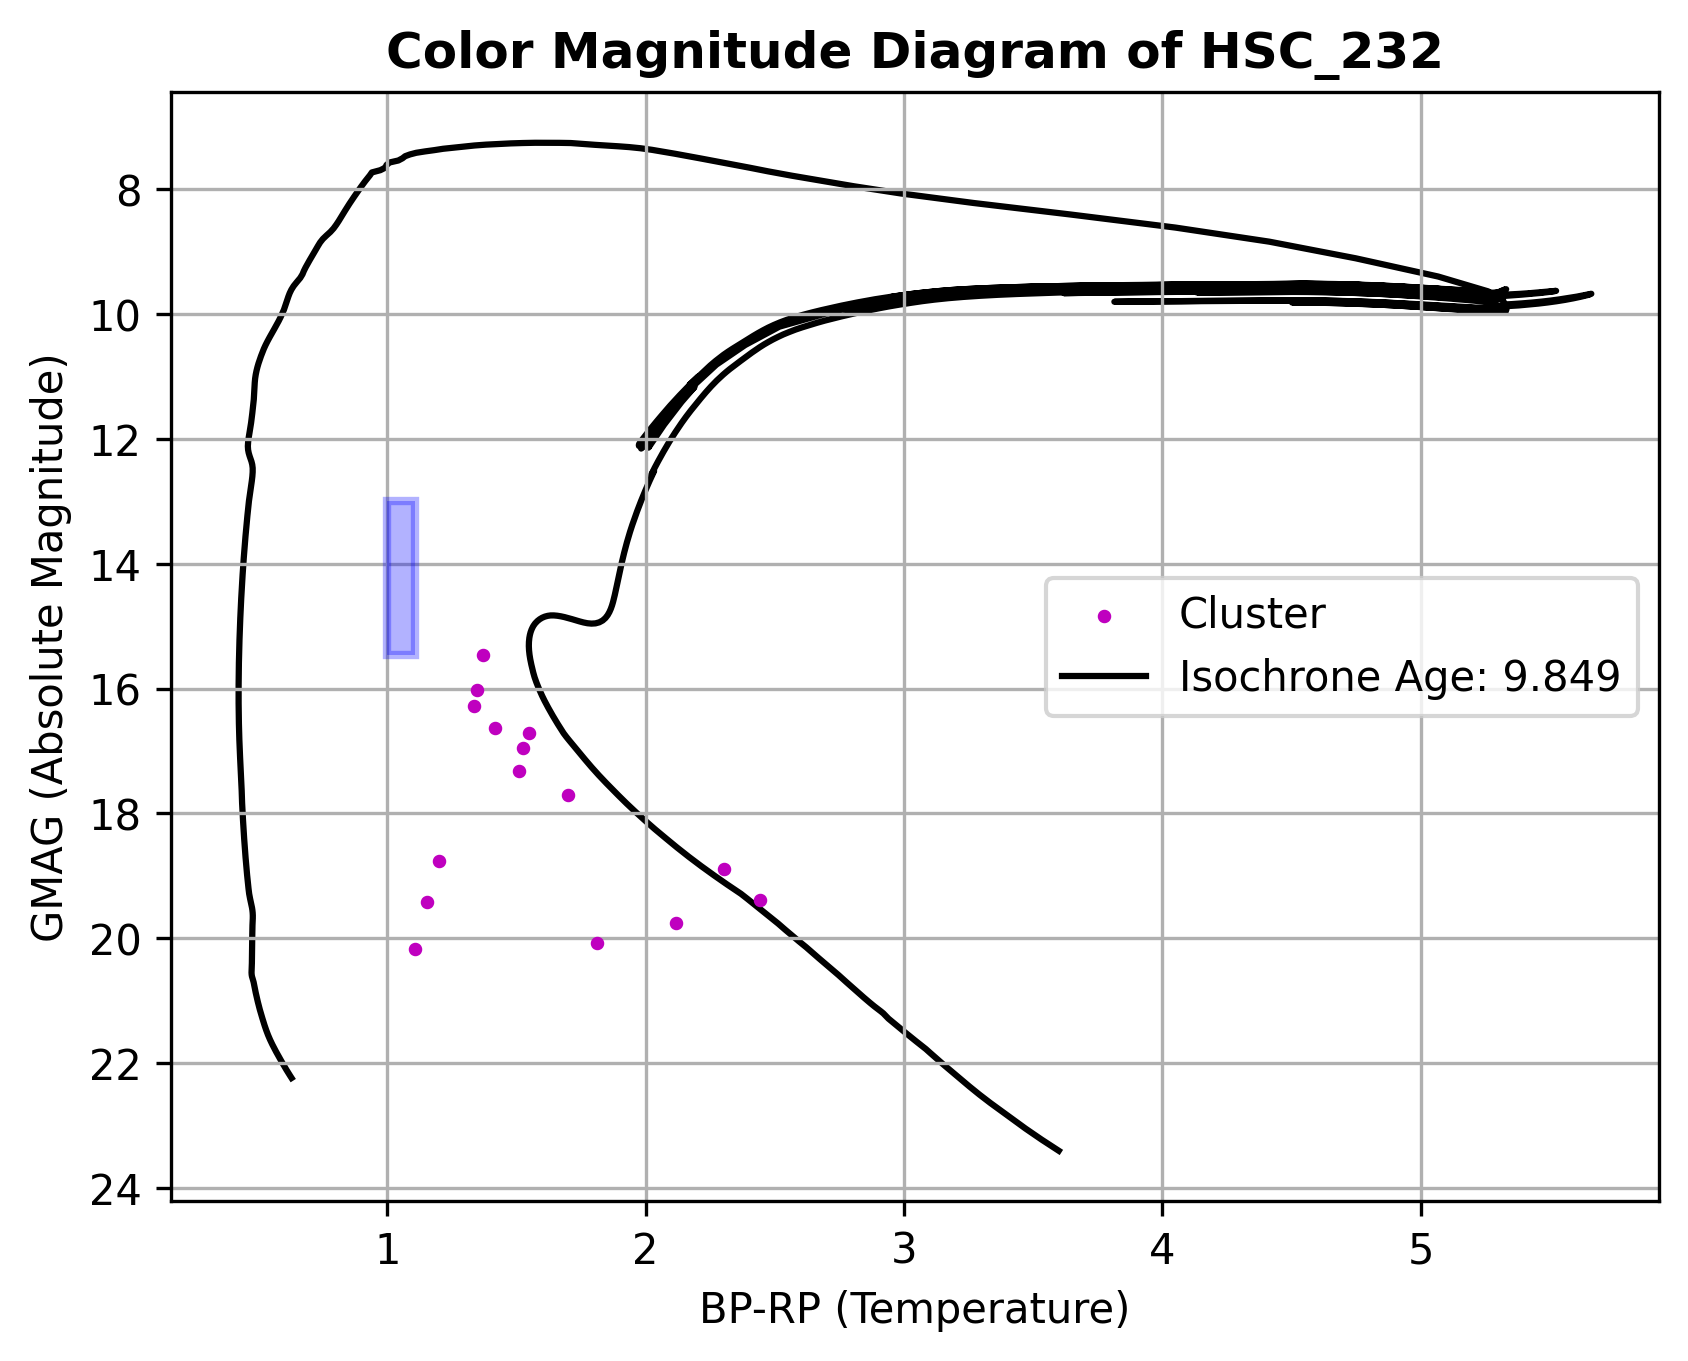 Color Magnitude Diagram of HSC_232
GMAG (Absolute Magnitude)
8
10
12
14
16
18
20
22
24
Cluster
Isochrone Age: 9.849
1 2 3 4 5
BP-RP (Temperature)